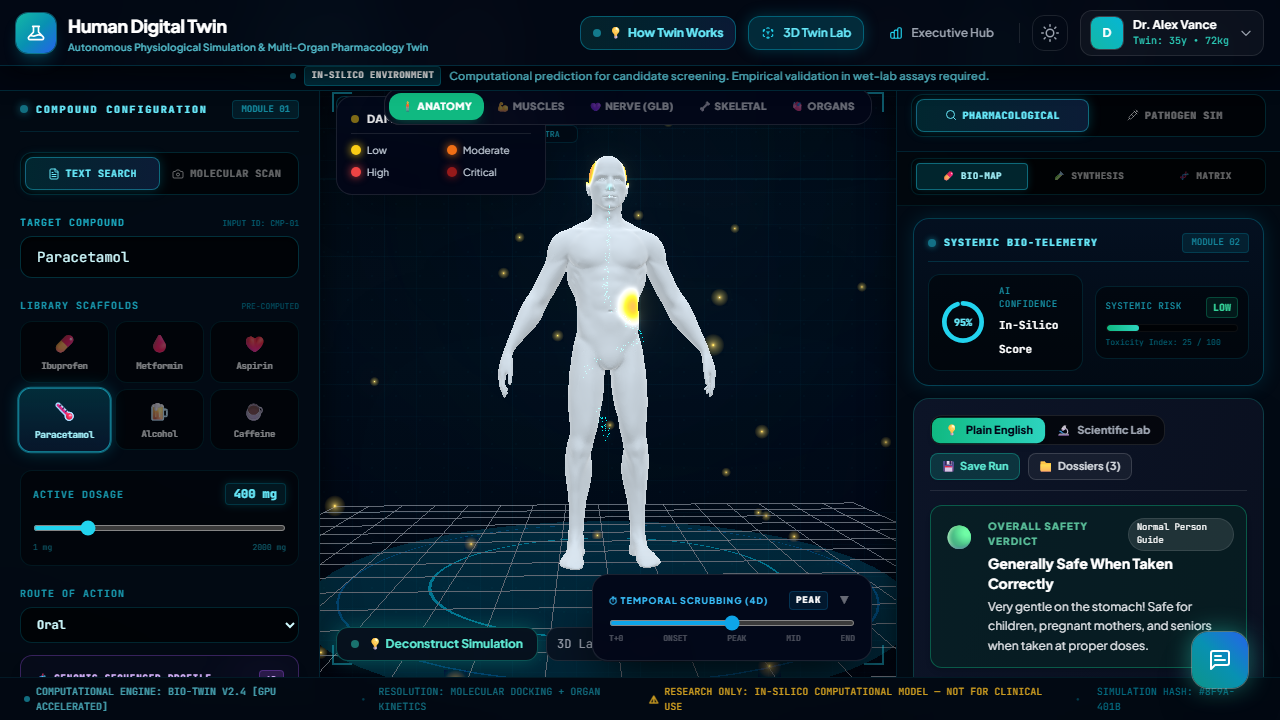 Human Digital Twin
Autonomous Physiological Simulation & Multi-Organ Pharmacology Twin
How Twin Works
3D Twin Lab
Executive Hub
D
Dr. Alex Vance
Twin: 35y • 72kg
IN-SILICO ENVIRONMENT
Computational prediction for candidate screening. Empirical validation in wet-lab assays required.
COMPOUND CONFIGURATION
MODULE 01
TEXT SEARCH
MOLECULAR SCAN
TARGET COMPOUND
INPUT ID: CMP-01
Paracetamol
LIBRARY SCAFFOLDS
PRE-COMPUTED
Ibuprofen
Metformin
Aspirin
Paracetamol
Alcohol
Caffeine
ACTIVE DOSAGE
400 mg
1 mg
2000 mg
ROUTE OF ACTION
Oral
ANATOMY
MUSCLES
NERVE (GLB)
SKELETAL
ORGANS
Low
Moderate
High
Critical
TEMPORAL SCRUBBING (4D)
PEAK
T+0
ONSET
PEAK
MID
END
Deconstruct Simulation
3D La
PHARMACOLOGICAL
PATHOGEN SIM
BIO-MAP
SYNTHESIS
MATRIX
SYSTEMIC BIO-TELEMETRY
MODULE 02
95%
AI
CONFIDENCE
In-Silico
Score
SYSTEMIC RISK
LOW
Toxicity Index: 25 / 100
Plain English
Scientific Lab
Save Run
Dossiers (3)
OVERALL SAFETY
VERDICT
Normal Person
Guide
Generally Safe When Taken
Correctly
Very gentle on the stomach! Safe for
children, pregnant mothers, and seniors
when taken at proper doses.
COMPUTATIONAL ENGINE: BIO-TWIN V2.4 [GPU
ACCELERATED]
RESOLUTION: MOLECULAR DOCKING + ORGAN
KINETICS
RESEARCH ONLY: IN-SILICO COMPUTATIONAL MODEL — NOT FOR CLINICAL
USE
SIMULATION HASH: #8F9A-
401B